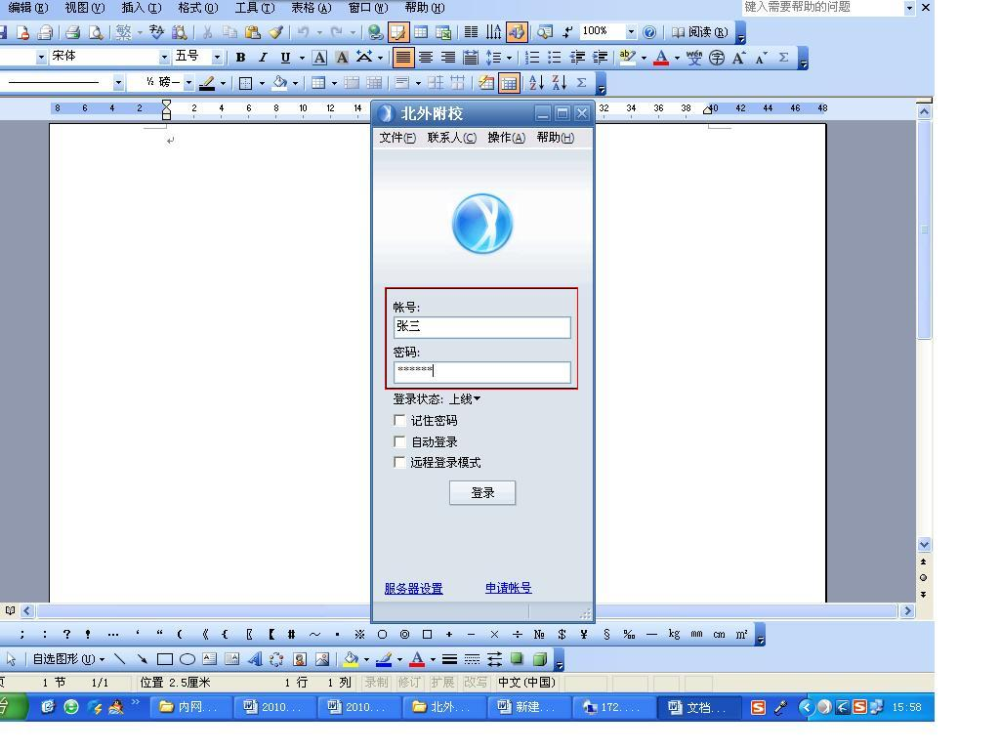 编辑(E) 视图(V) 插入(I) 格式(O) 工具(T) 表格(A) 窗口(W) 帮助(H) 键入需要帮助的问题
100% 阅读(R)
宋体 五号 B I U A A A A A
½ 磅
8 6 4 2 2 4 6 8 10 12 14 32 34 36 38 40 42 44 46 48
北外附校
文件(F) 联系人(C) 操作(A) 帮助(H)
帐号:
张三
密码:
******
登录状态: 上线
记住密码
自动登录
远程登录模式
登录
服务器设置 申请帐号
; : ? ! … ‘ “ ( 《 { 〖 【 # ~ · ※ ○ ◎ □ + - × ÷ № $ ¥ § ‰ — kg mm cm m²
自选图形(U)
页 1 节 1/1 位置 2.5厘米 1 行 1 列 录制 修订 扩展 改写 中文(中国)
内网... 2010... 2010... 北外... 新建... 172.... 文档... 15:58